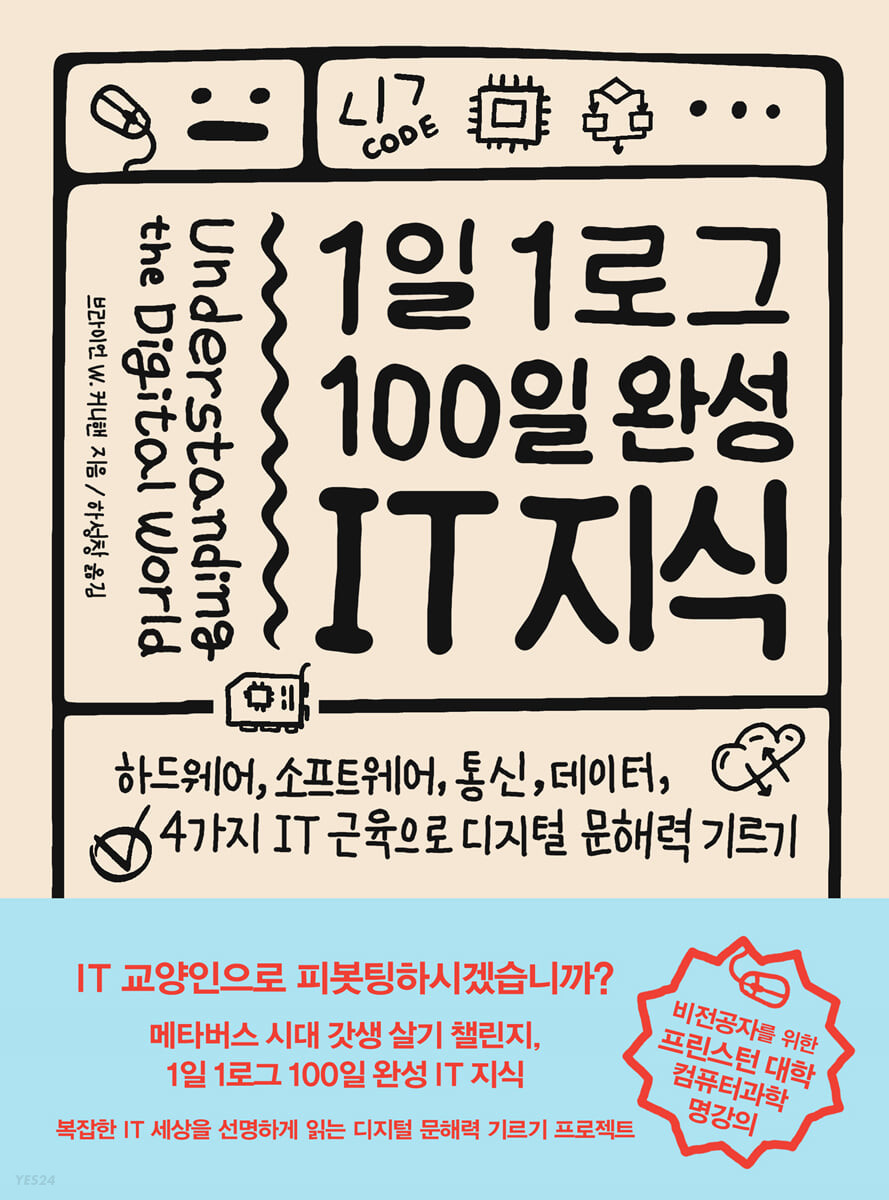 ㄴㅣㄱ
CODE
1일 1로그
100일 완성
IT 지식
Understanding
the Digital World
브라이언 W. 커니핸 지음 / 하성창 옮김
하드웨어, 소프트웨어, 통신, 데이터,
4가지 IT 근육으로 디지털 문해력 기르기
IT 교양인으로 피봇팅하시겠습니까?
메타버스 시대 갓생 살기 챌린지,
1일 1로그 100일 완성 IT 지식
복잡한 IT 세상을 선명하게 읽는 디지털 문해력 기르기 프로젝트
비전공자를 위한
프린스턴 대학
컴퓨터과학
명강의
YES24